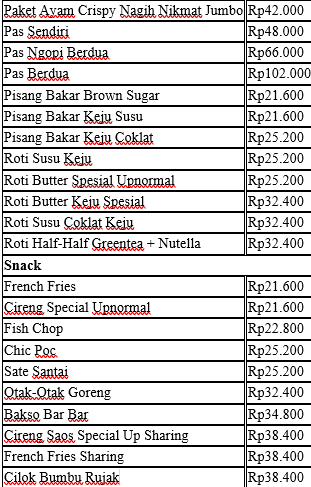 Paket Ayam Crispy Nagih Nikmat Jumbo Rp42.000
Pas Sendiri Rp48.000
Pas Ngopi Berdua Rp66.000
Pas Berdua Rp102.000
Pisang Bakar Brown Sugar Rp21.600
Pisang Bakar Keju Susu Rp21.600
Pisang Bakar Keju Coklat Rp25.200
Roti Susu Keju Rp25.200
Roti Butter Spesial Upnormal Rp25.200
Roti Butter Keju Spesial Rp32.400
Roti Susu Coklat Keju Rp32.400
Roti Half-Half Greentea + Nutella Rp32.400
Snack
French Fries Rp21.600
Cireng Special Upnormal Rp21.600
Fish Chop Rp22.800
Chic Poc Rp25.200
Sate Santai Rp25.200
Otak-Otak Goreng Rp32.400
Bakso Bar Bar Rp34.800
Cireng Saos Special Up Sharing Rp38.400
French Fries Sharing Rp38.400
Cilok Bumbu Rujak Rp38.400